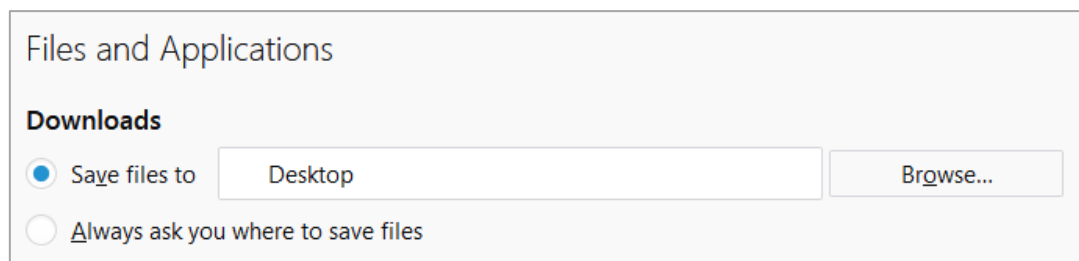 Files and Applications
Downloads
Save files to Desktop Browse...
Always ask you where to save files